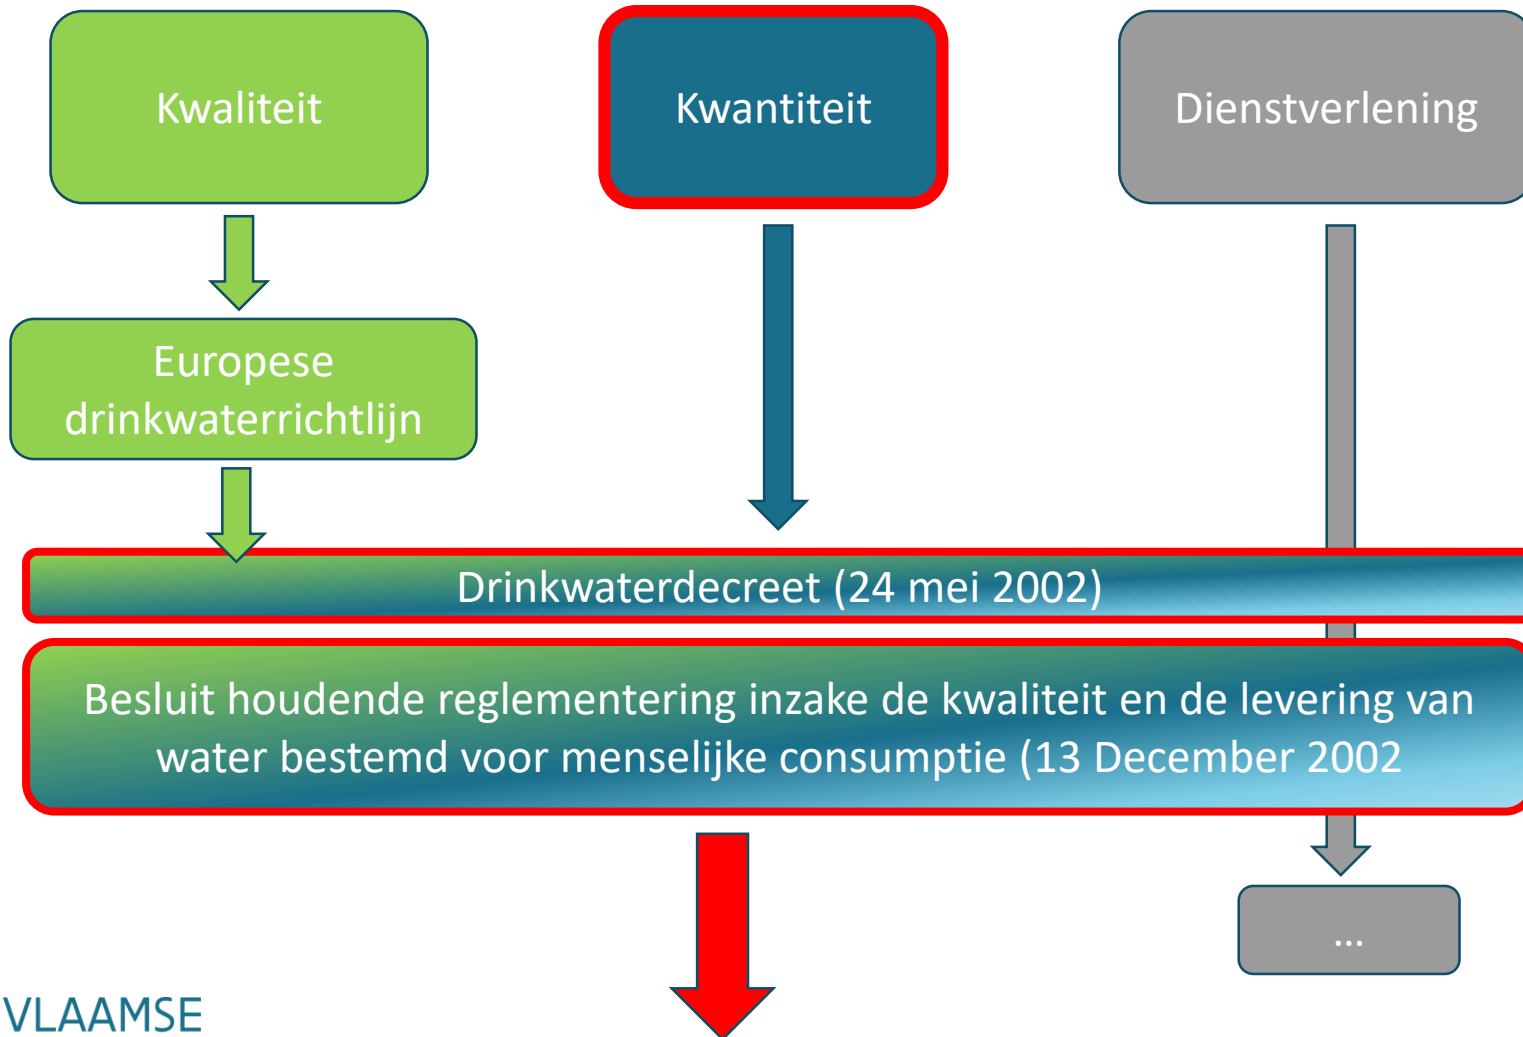 Kwaliteit
Kwantiteit
Dienstverlening
Europese
drinkwaterrichtlijn
Drinkwaterdecreet (24 mei 2002)
Besluit houdende reglementering inzake de kwaliteit en de levering van
water bestemd voor menselijke consumptie (13 December 2002
...
VLAAMSE